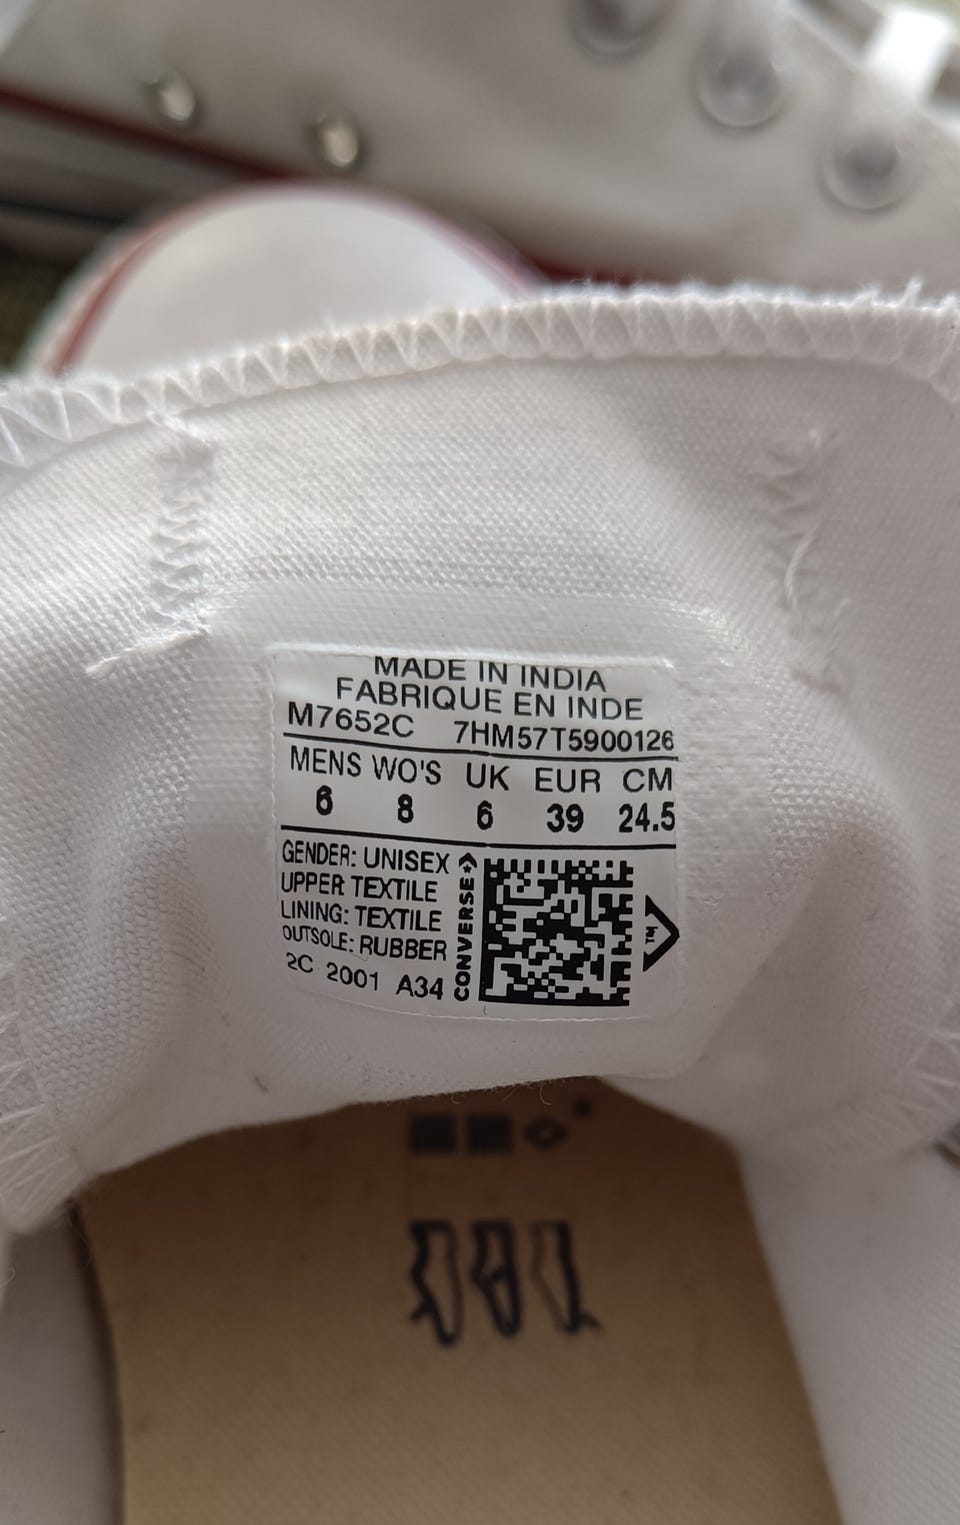 MADE IN INDIA
FABRIQUE EN INDE
M7652C 7HM57T5900126
MENS WO'S UK EUR CM
6 8 6 39 24.5
GENDER: UNISEX
UPPER TEXTILE
LINING: TEXTILE
OUTSOLE: RUBBER
2C 2001 A34
CONVERSE
TM